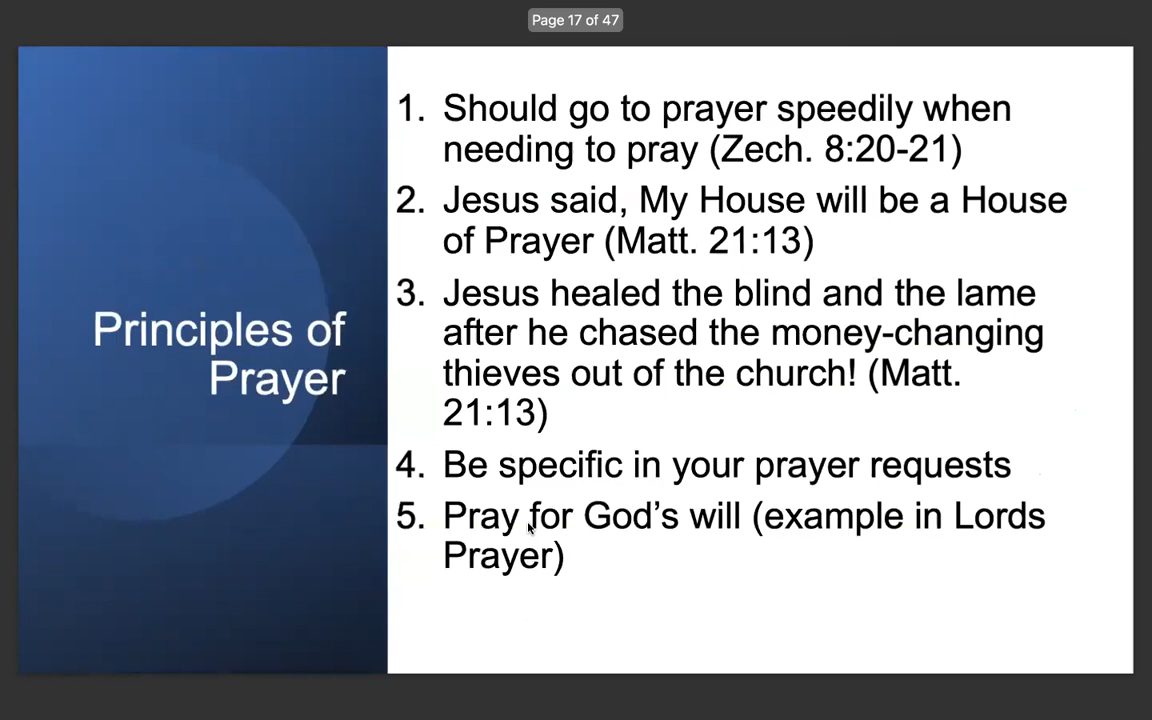 Page 17 of 47
Principles of
Prayer
1. Should go to prayer speedily when
needing to pray (Zech. 8:20-21)
2. Jesus said, My House will be a House
of Prayer (Matt. 21:13)
3. Jesus healed the blind and the lame
after he chased the money-changing
thieves out of the church! (Matt.
21:13)
4. Be specific in your prayer requests
5. Pray for God’s will (example in Lords
Prayer)